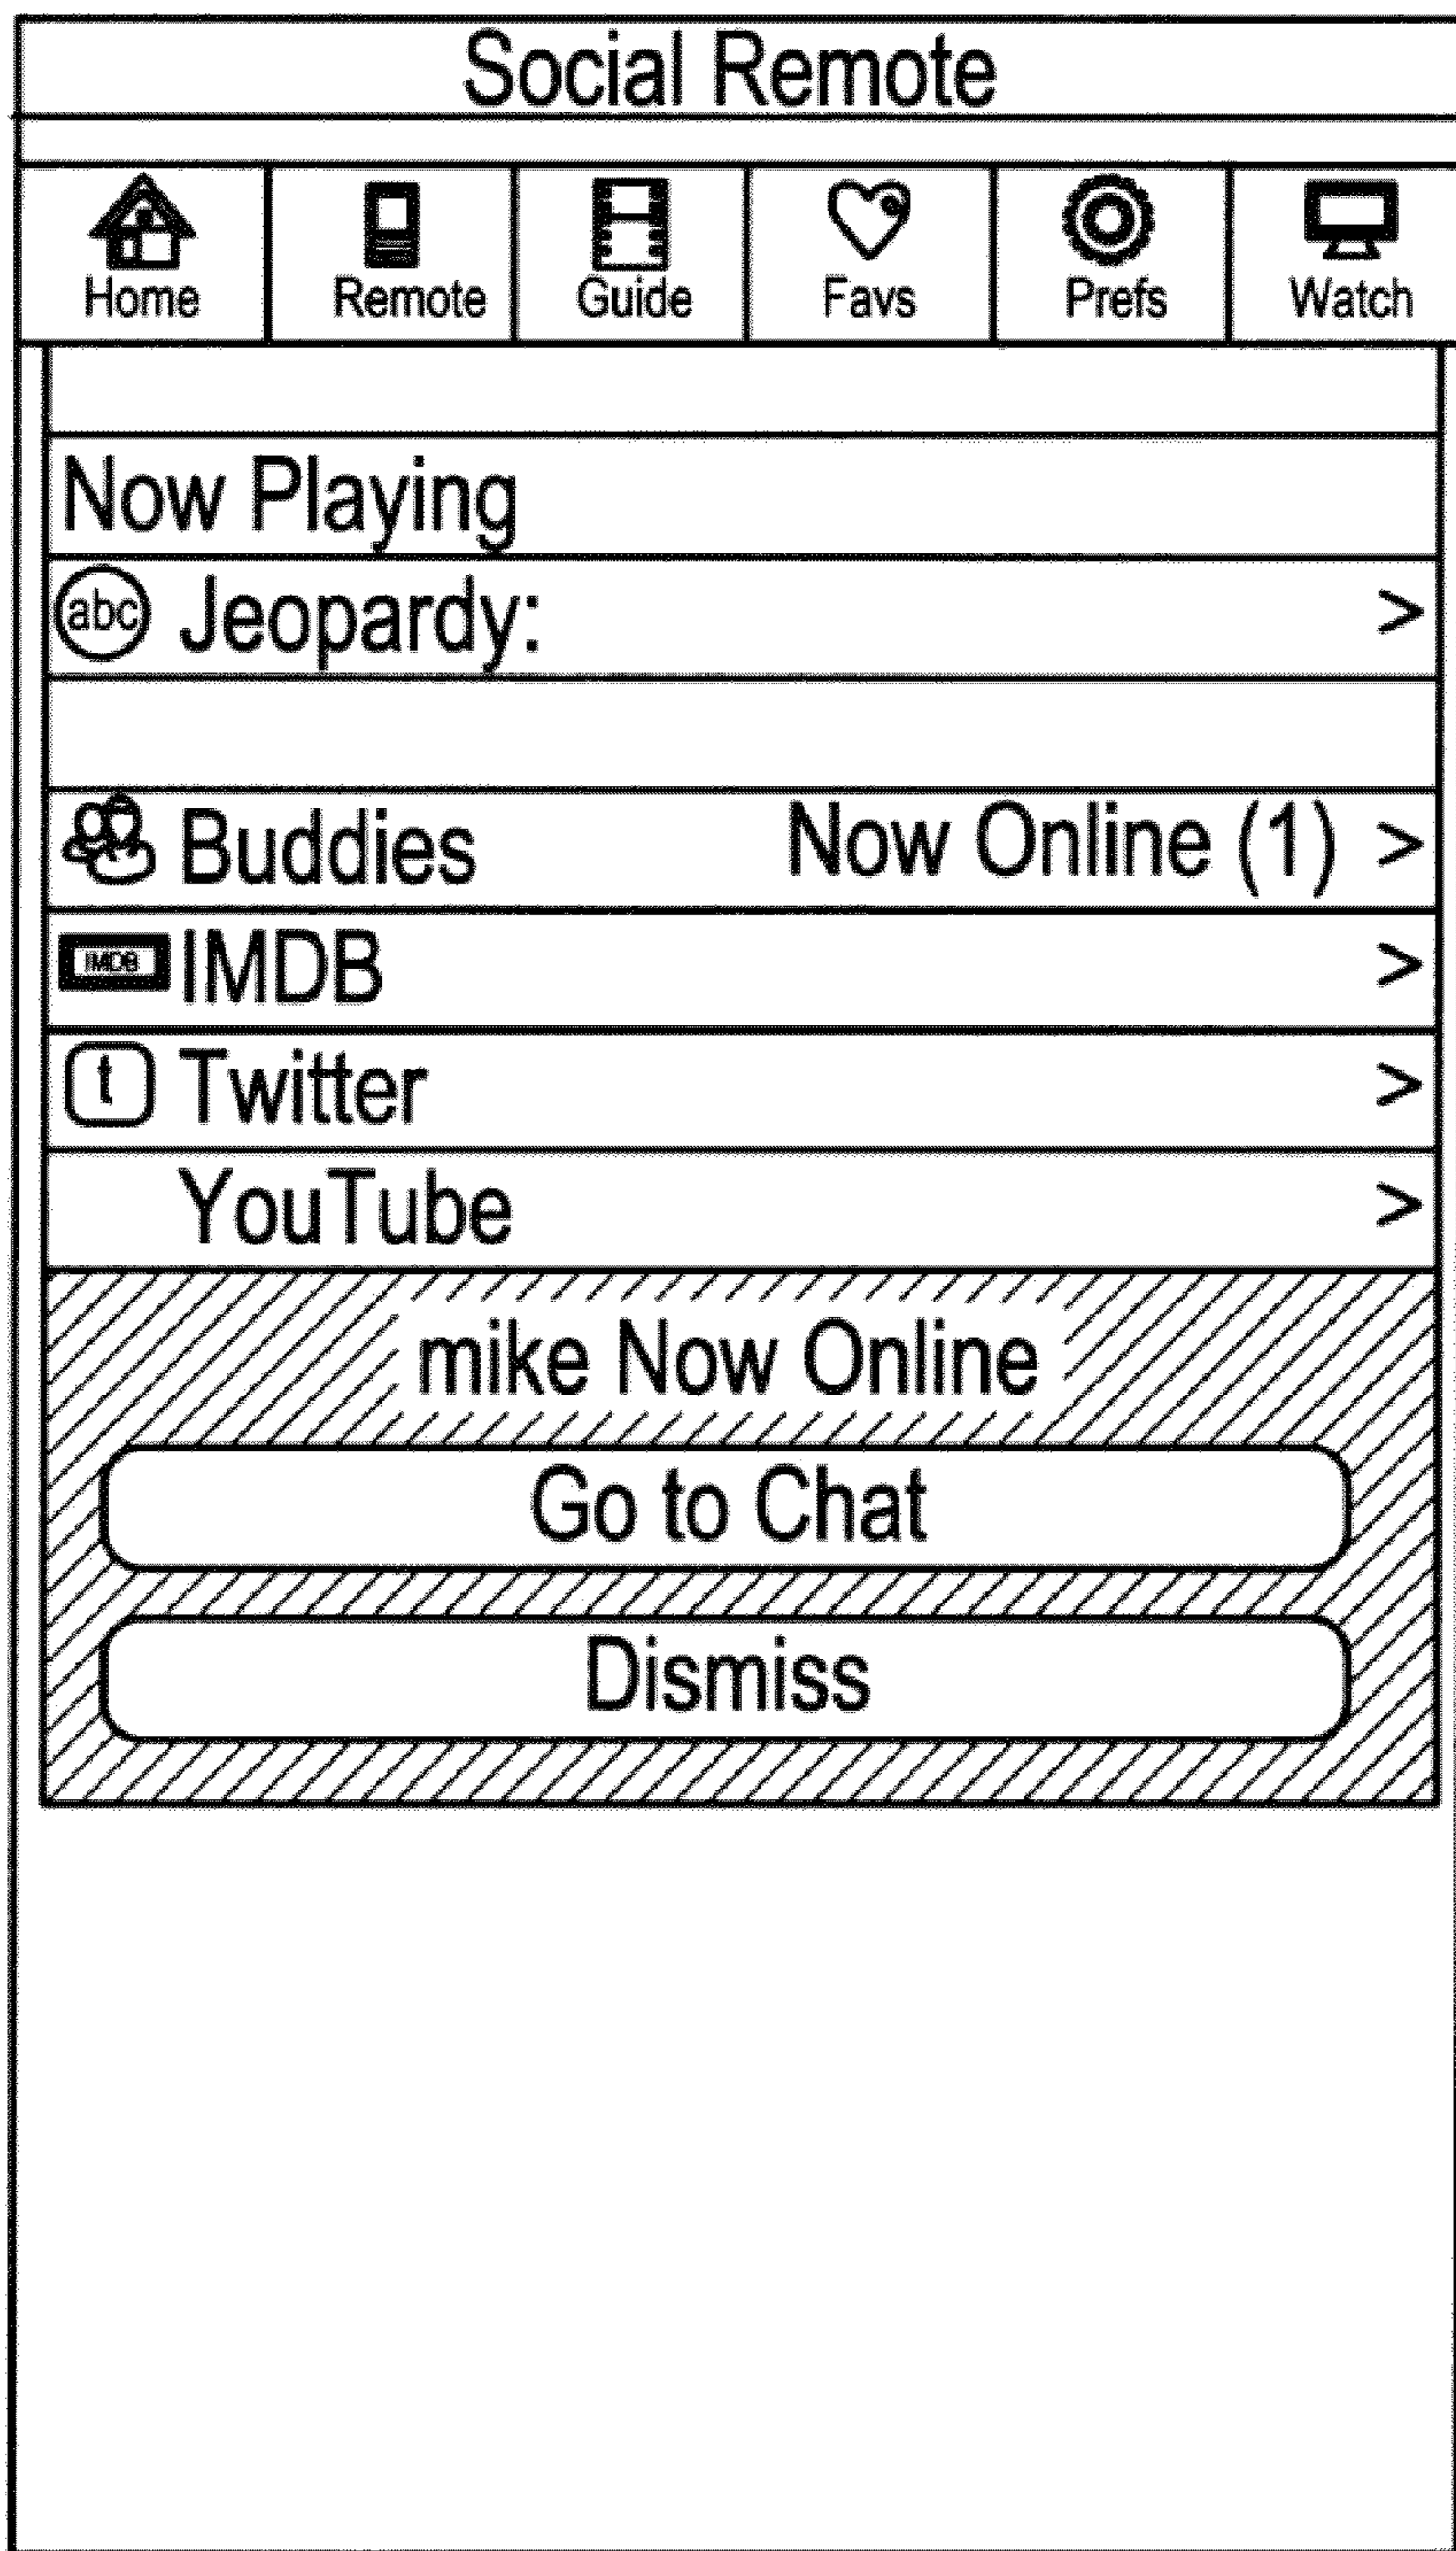 Social Remote
Home Remote Guide Favs Prefs Watch
Now Playing
abc Jeopardy: >
Buddies Now Online (1) >
IMDB IMDB >
t Twitter >
YouTube >
mike Now Online
Go to Chat
Dismiss